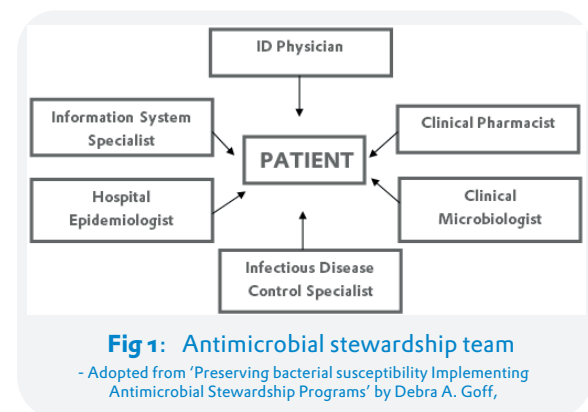 ID Physician
Information System
Specialist
Clinical Pharmacist
PATIENT
Hospital
Epidemiologist
Clinical
Microbiologist
Infectious Disease
Control Specialist
Fig 1: Antimicrobial stewardship team
- Adopted from ‘Preserving bacterial susceptibility Implementing
Antimicrobial Stewardship Programs’ by Debra A. Goff,